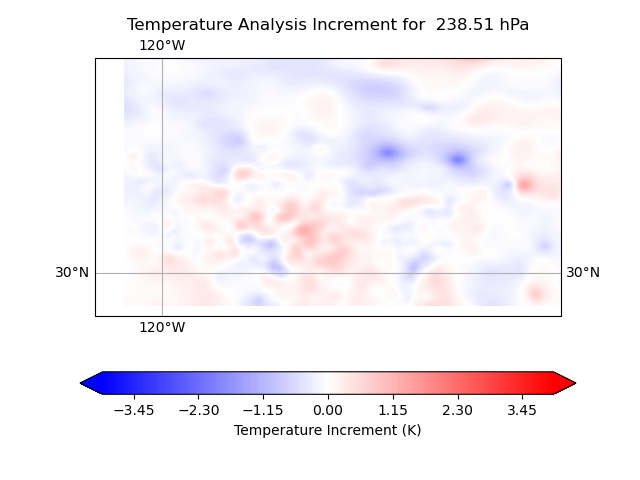 Temperature Analysis Increment for  238.51 hPa
120°W
30°N
30°N
120°W
−3.45
−2.30
−1.15
0.00
1.15
2.30
3.45
Temperature Increment (K)